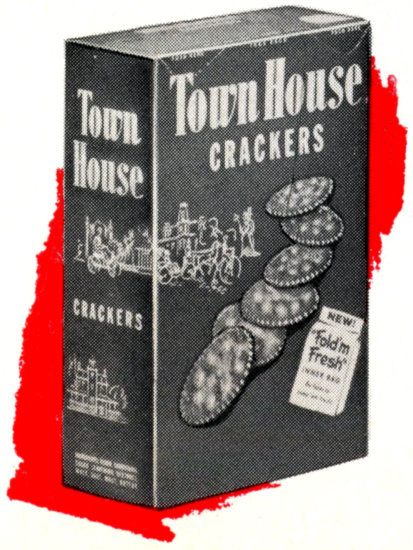 Town
House
CRACKERS
Town House
CRACKERS
NEW!
"Fold'm
Fresh"
INNER BAG